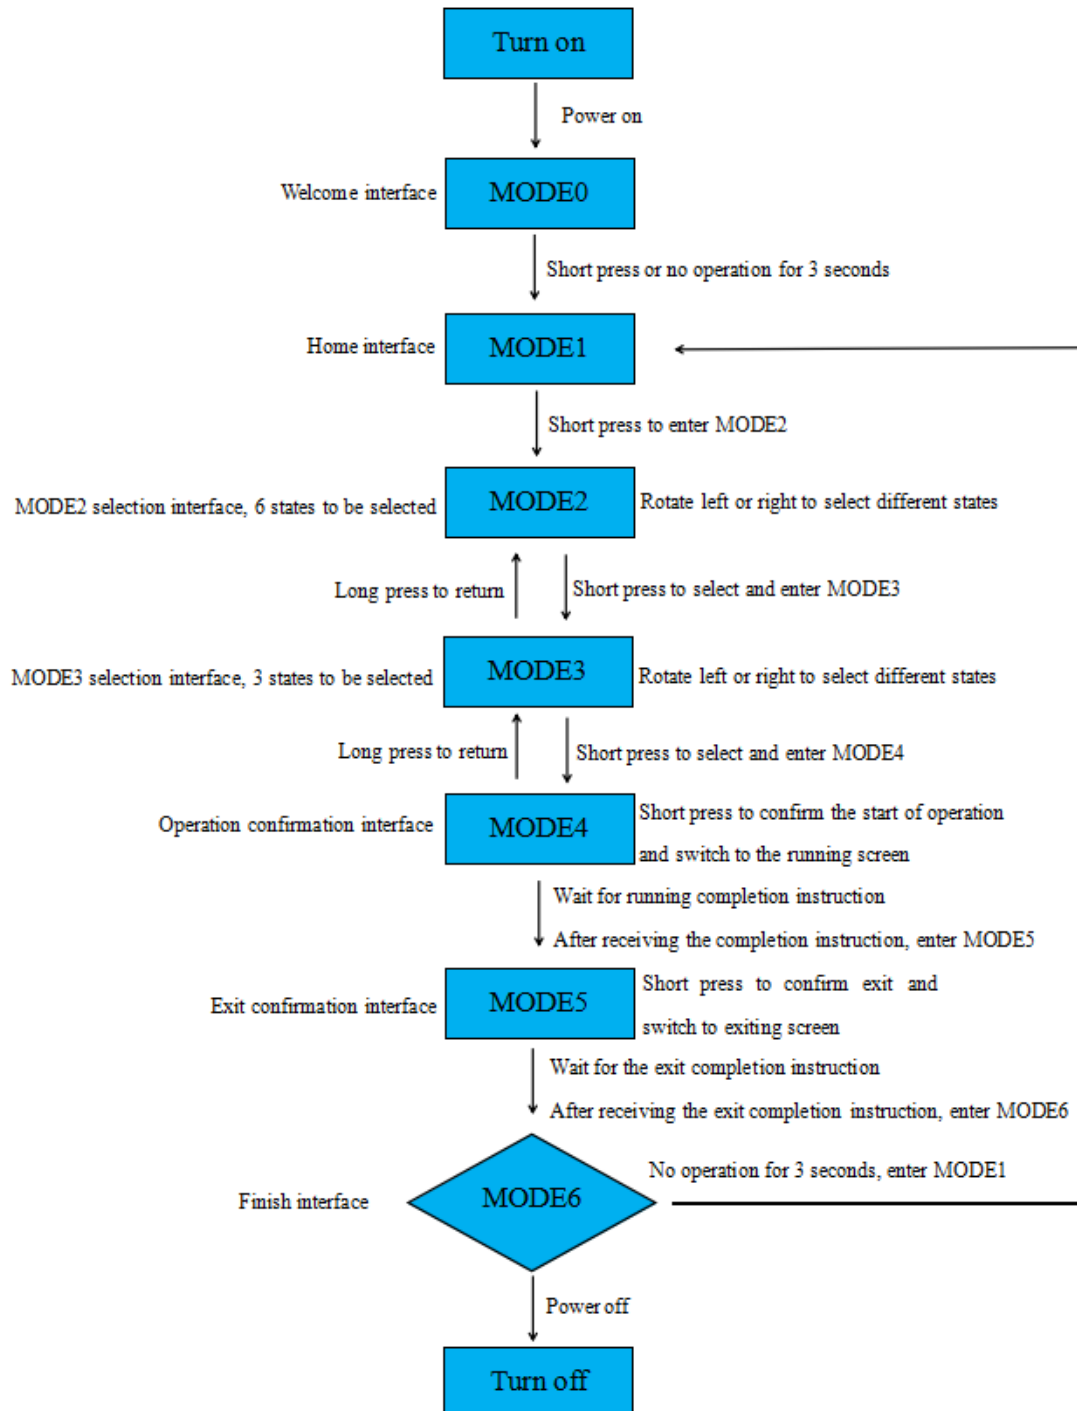 Turn on
Power on
Welcome interface
MODE0
Short press or no operation for 3 seconds
Home interface
MODE1
Short press to enter MODE2
MODE2 selection interface, 6 states to be selected
MODE2
Rotate left or right to select different states
Long press to return
Short press to select and enter MODE3
MODE3 selection interface, 3 states to be selected
MODE3
Rotate left or right to select different states
Long press to return
Short press to select and enter MODE4
Operation confirmation interface
MODE4
Short press to confirm the start of operation
and switch to the running screen
Wait for running completion instruction
After receiving the completion instruction, enter MODE5
Exit confirmation interface
MODE5
Short press to confirm exit and
switch to exiting screen
Wait for the exit completion instruction
After receiving the exit completion instruction, enter MODE6
No operation for 3 seconds, enter MODE1
Finish interface
MODE6
Power off
Turn off